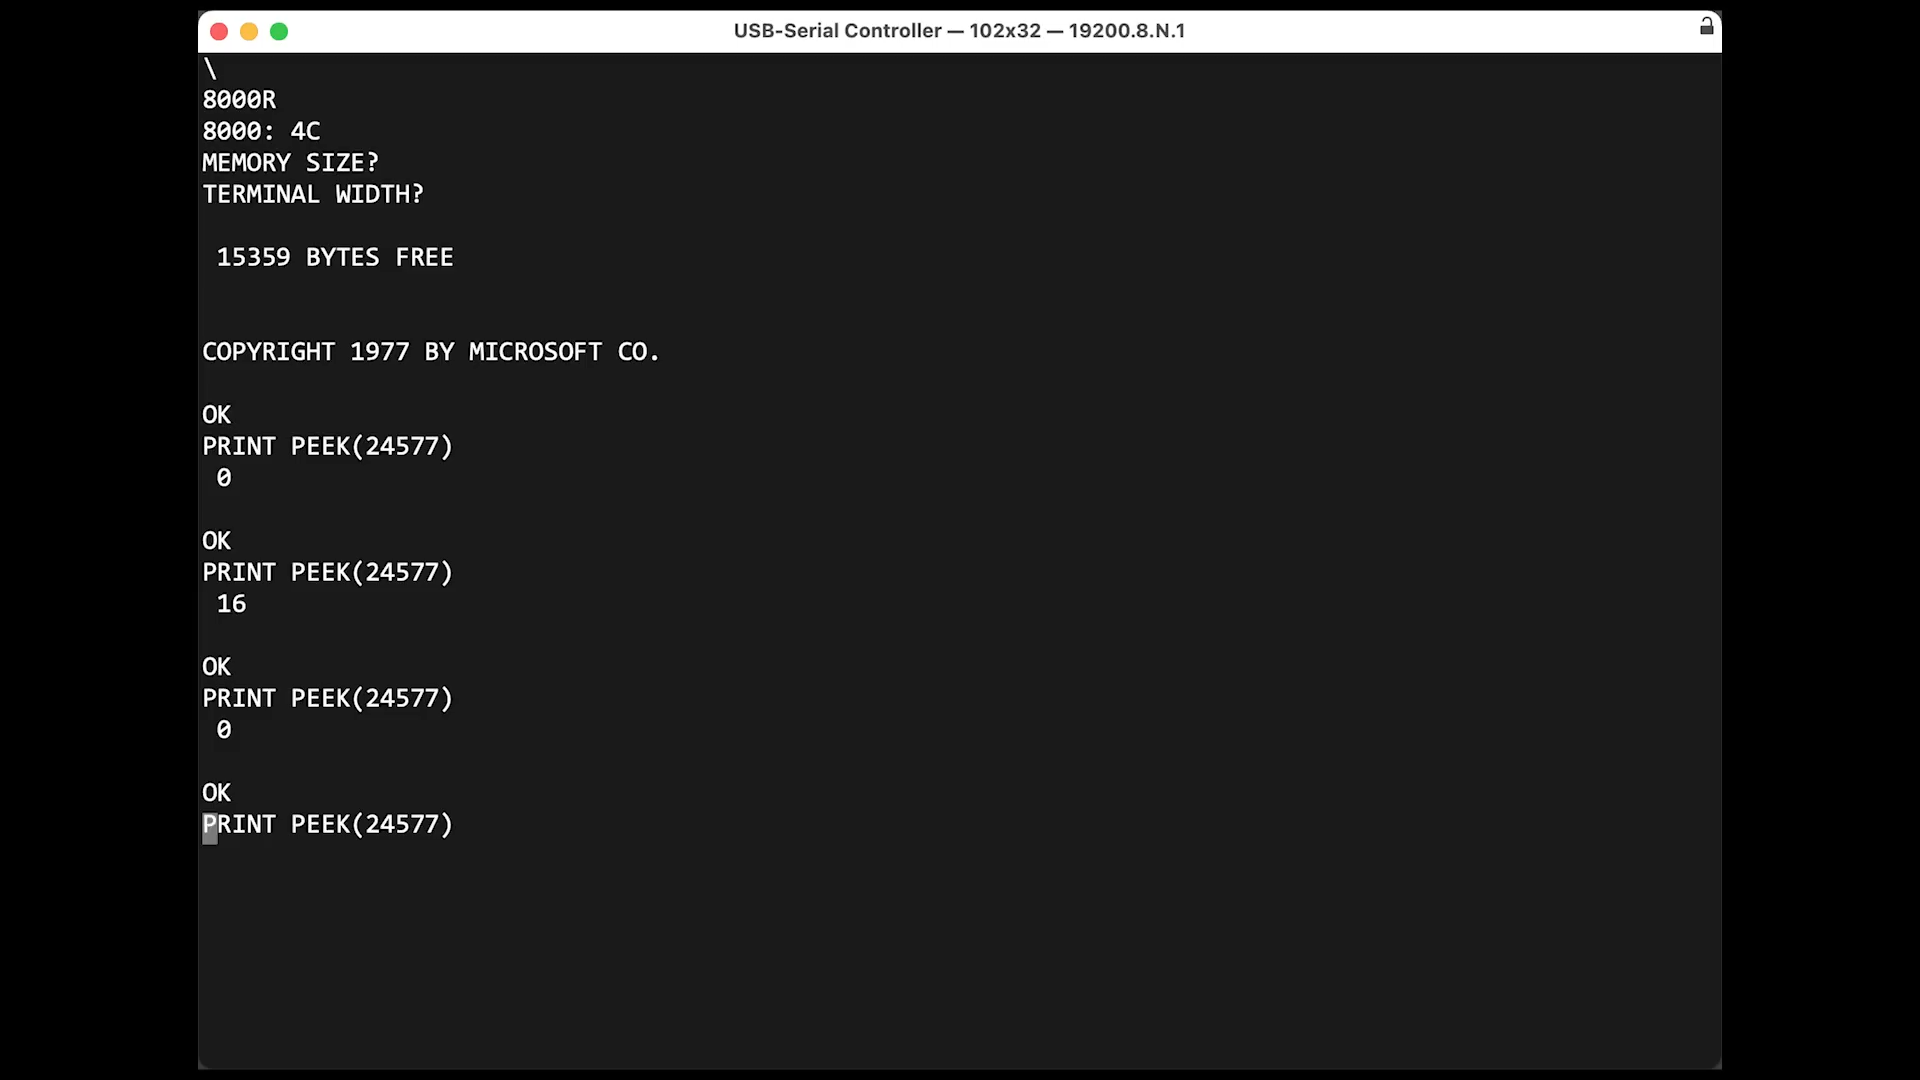 USB-Serial Controller — 102x32 — 19200.8.N.1
\
8000R
8000: 4C
MEMORY SIZE?
TERMINAL WIDTH?
15359 BYTES FREE
COPYRIGHT 1977 BY MICROSOFT CO.
OK
PRINT PEEK(24577)
0
OK
PRINT PEEK(24577)
16
OK
PRINT PEEK(24577)
0
OK
PRINT PEEK(24577)